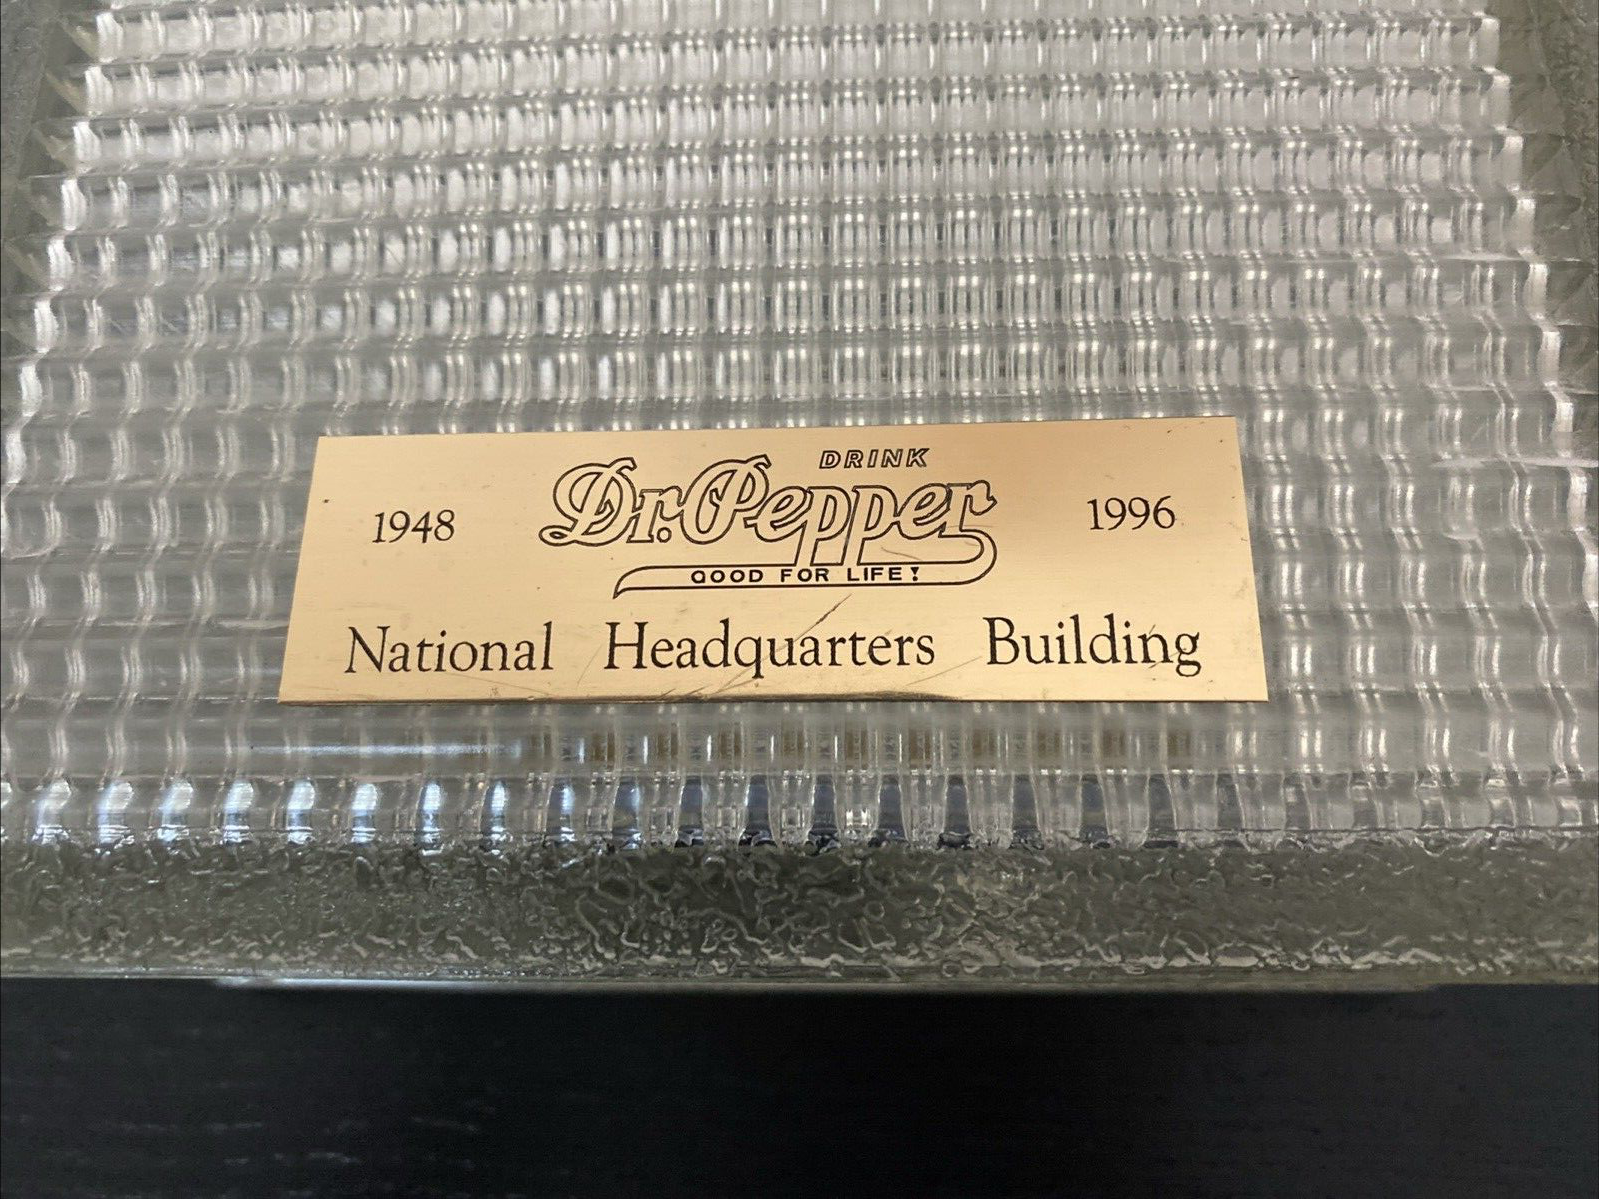 DRINK
1948 Dr. Pepper 1996
GOOD FOR LIFE!
National Headquarters Building